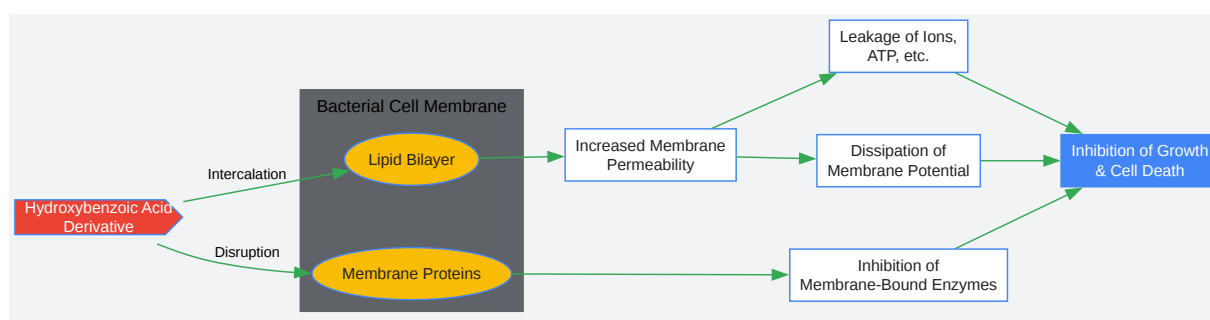 Hydroxybenzoic Acid
Derivative
Intercalation
Disruption
Bacterial Cell Membrane
Lipid Bilayer
Membrane Proteins
Increased Membrane
Permeability
Leakage of Ions,
ATP, etc.
Dissipation of
Membrane Potential
Inhibition of
Membrane-Bound Enzymes
Inhibition of Growth
& Cell Death